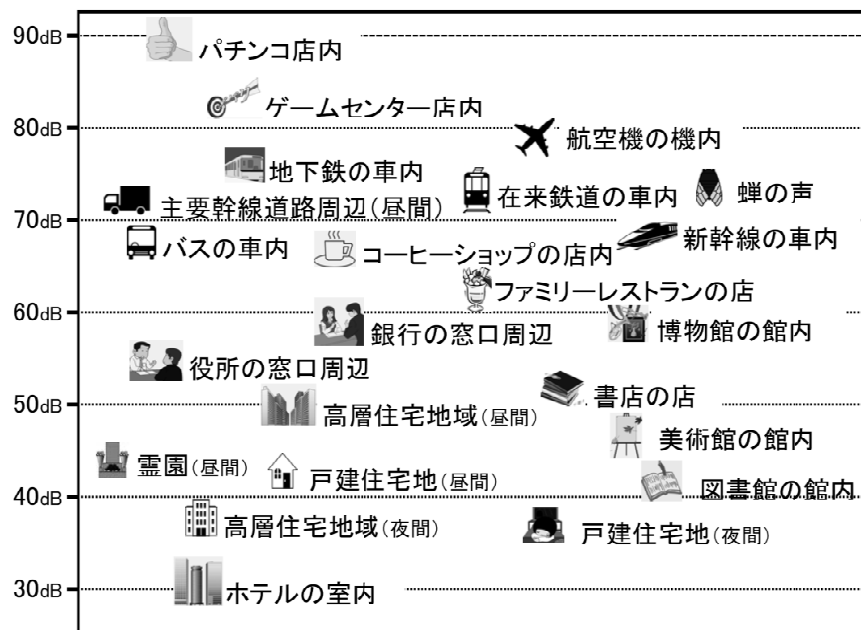 90dB
パチンコ店内
ゲームセンター店内
80dB
航空機の機内
地下鉄の車内
在来鉄道の車内
蝉の声
主要幹線道路周辺(昼間)
70dB
バスの車内
コーヒーショップの店内
新幹線の車内
ファミリーレストランの店
60dB
銀行の窓口周辺
博物館の館内
役所の窓口周辺
書店の店
50dB
高層住宅地域(昼間)
美術館の館内
霊園(昼間)
戸建住宅地(昼間)
図書館の館内
40dB
高層住宅地域(夜間)
戸建住宅地(夜間)
30dB
ホテルの室内